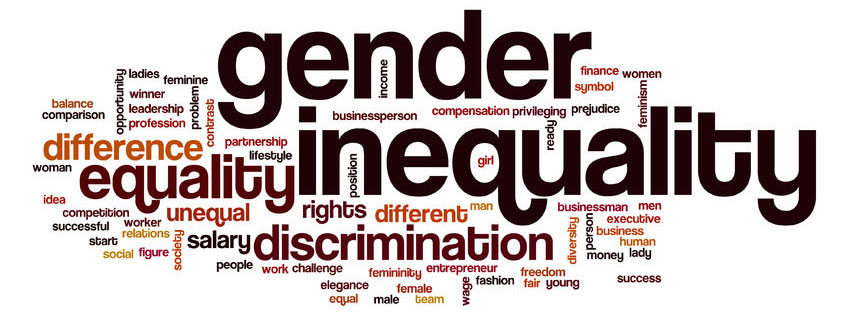 gender
inequality
income
finance
women
symbol
feminism
ladies
feminine
opportunity
winner
leadership
problem
profession
contrast
balance
comparison
businessperson
compensation
privileging
prejudice
ready
difference
partnership
lifestyle
position
girl
woman
equality
idea
competition
unequal
rights
different
man
businessman
men
successful
worker
executive
start
relations
society
salary
discrimination
diversity
person
business
human
social
figure
money
lady
people
work
challenge
femininity
entrepreneur
freedom
success
elegance
female
wage
fashion
fair
young
equal
male
team